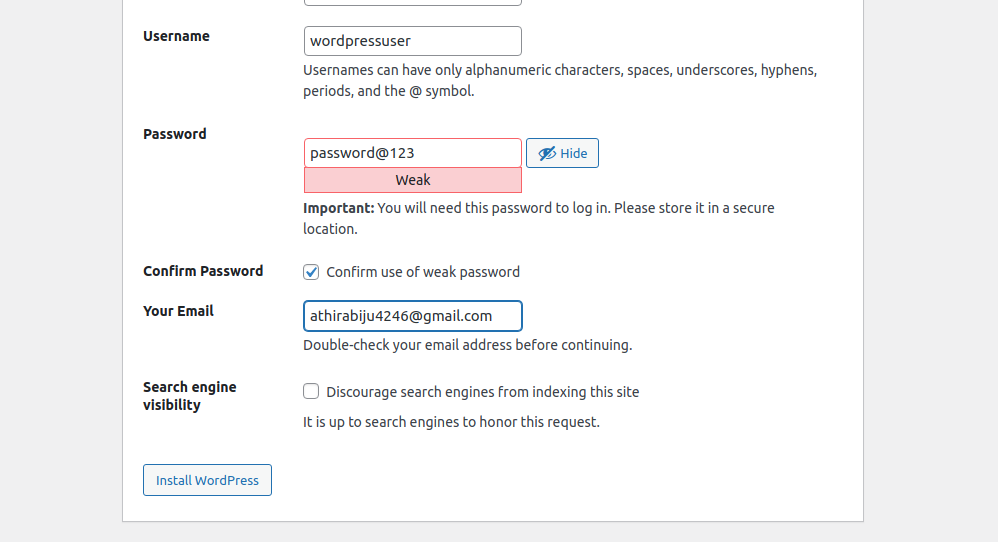 Username
wordpressuser
Usernames can have only alphanumeric characters, spaces, underscores, hyphens,
periods, and the @ symbol.
Password
password@123
Hide
Weak
Important: You will need this password to log in. Please store it in a secure
location.
Confirm Password
Confirm use of weak password
Your Email
athirabiju4246@gmail.com
Double-check your email address before continuing.
Search engine
visibility
Discourage search engines from indexing this site
It is up to search engines to honor this request.
Install WordPress